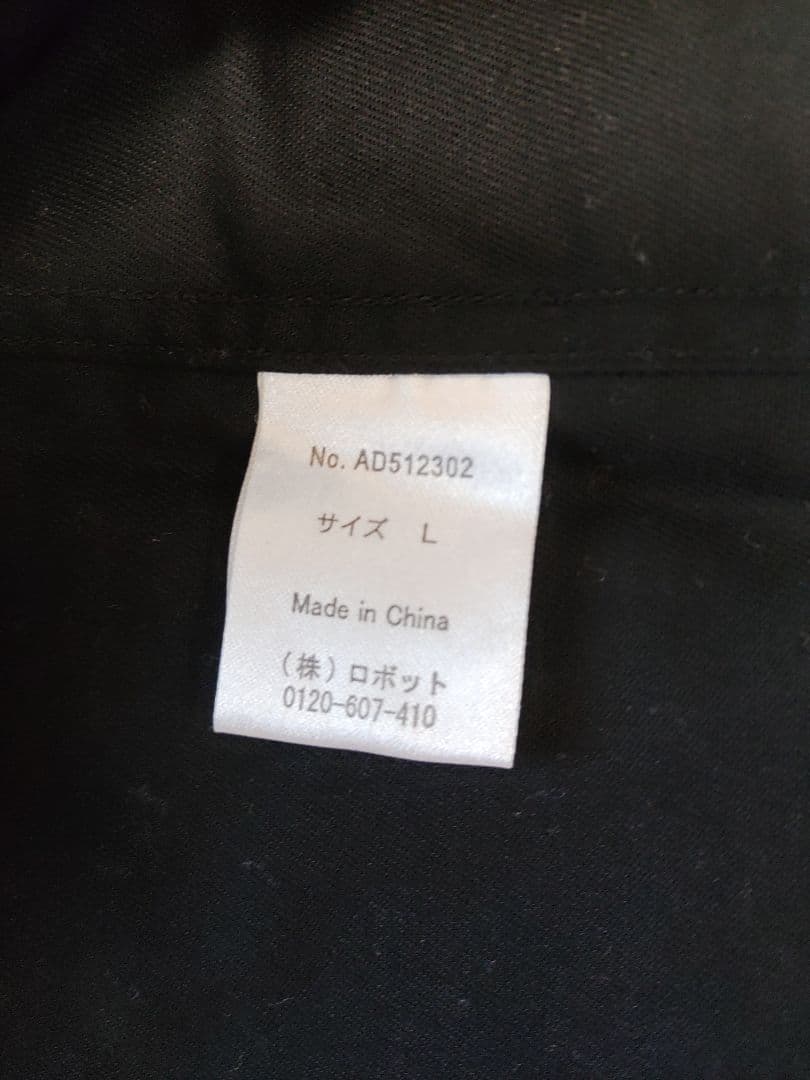 No. AD512302
サイズ L
Made in China
（株）ロボット
0120-607-410